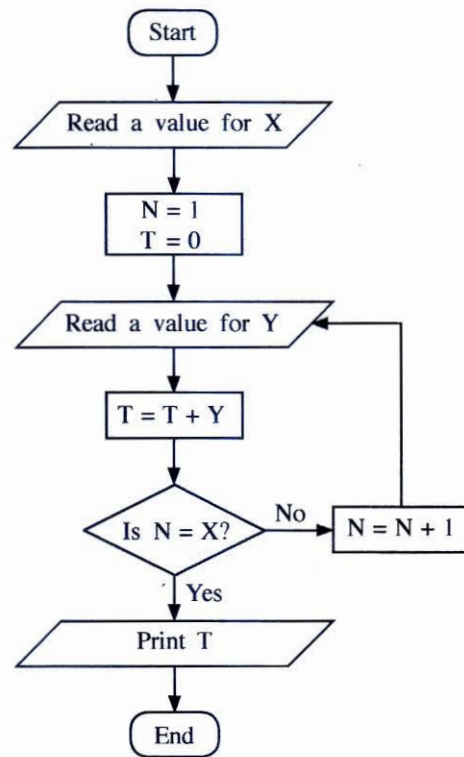 Start
Read a value for X
N = 1
T = 0
Read a value for Y
T = T + Y
Is N = X?
No
N = N + 1
Yes
Print T
End